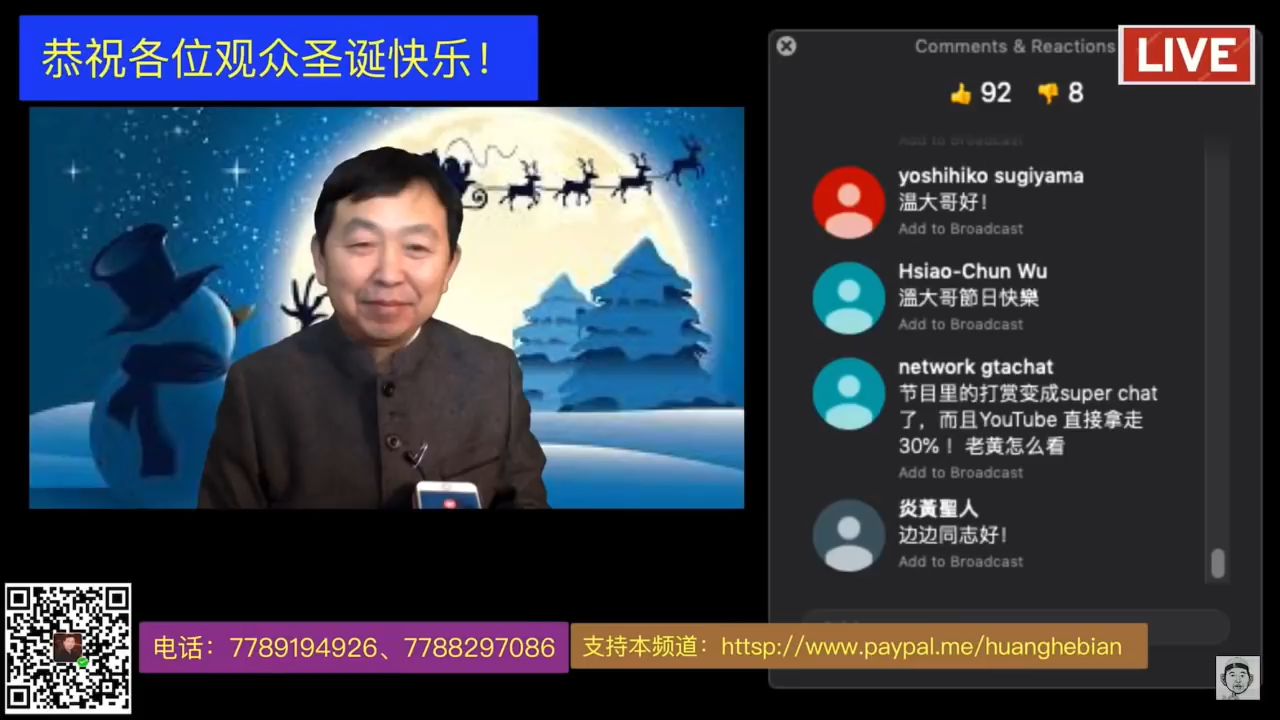 恭祝各位观众圣诞快乐！
Comments & Reactions
LIVE
👍 92 👎 8
Add to Broadcast
yoshihiko sugiyama
温大哥好！
Add to Broadcast
Hsiao-Chun Wu
溫大哥節日快樂
Add to Broadcast
network gtachat
节目里的打赏变成super chat
了，而且YouTube 直接拿走
30%！老黄怎么看
Add to Broadcast
炎黃聖人
边边同志好！
Add to Broadcast
电话：7789194926、7788297086
支持本频道：httsp://www.paypal.me/huanghebian